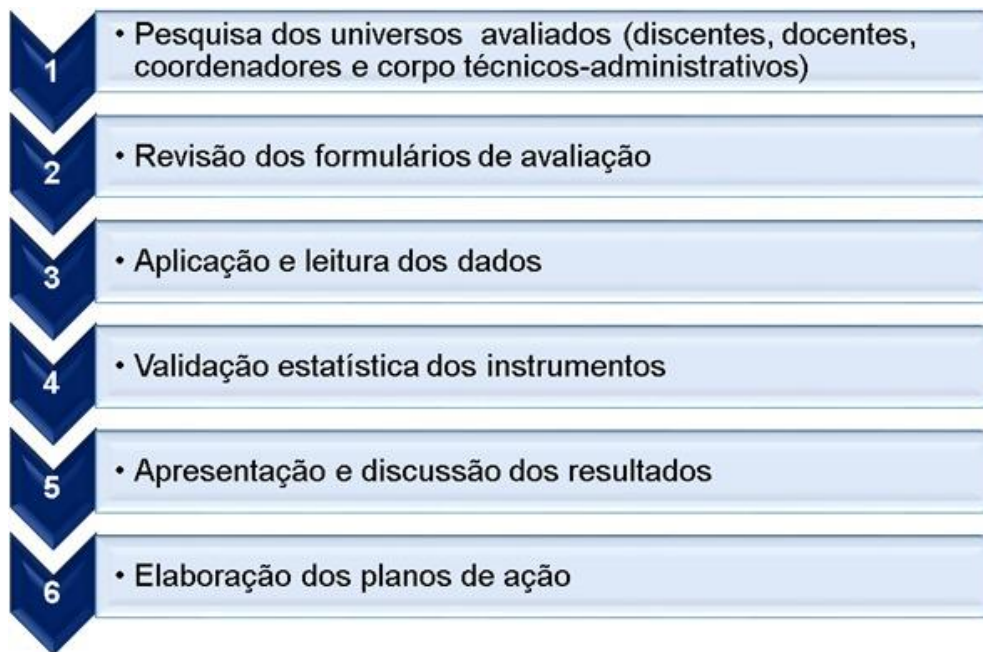 1
• Pesquisa dos universos avaliados (discentes, docentes,
coordenadores e corpo técnicos-administrativos)
2
• Revisão dos formulários de avaliação
3
• Aplicação e leitura dos dados
4
• Validação estatística dos instrumentos
5
• Apresentação e discussão dos resultados
6
• Elaboração dos planos de ação